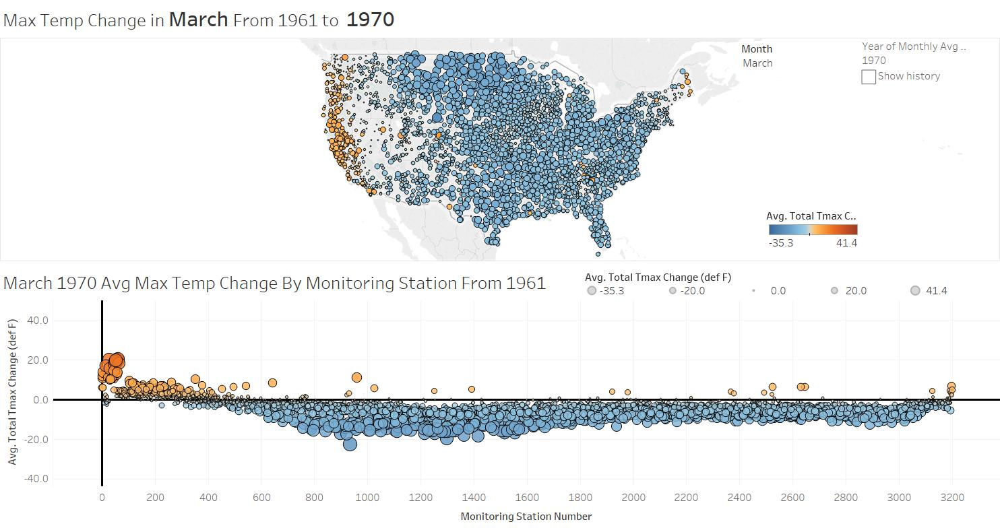 Max Temp Change in March From 1961 to 1970
Month
March
Year of Monthly Avg ..
1970
Show history
Avg. Total Tmax C..
-35.3 41.4
March 1970 Avg Max Temp Change By Monitoring Station From 1961
Avg. Total Tmax Change (def F)
-35.3 -20.0 0.0 20.0 41.4
Avg. Total Tmax Change (def F)
40.0
20.0
0.0
-20.0
-40.0
0 200 400 600 800 1000 1200 1400 1600 1800 2000 2200 2400 2600 2800 3000 3200
Monitoring Station Number